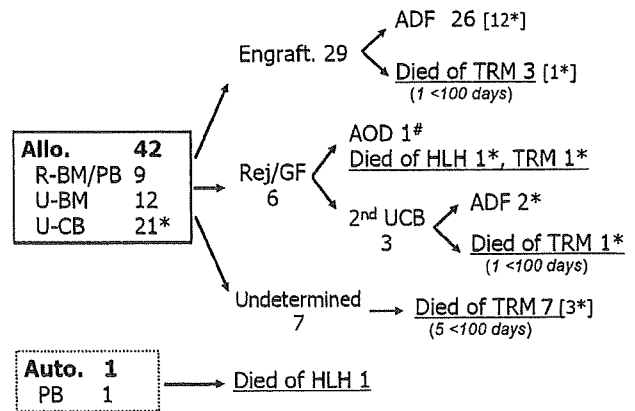 ADF 26 [12*]
Engraft. 29
Died of TRM 3 [1*]
(1 <100 days)
Allo. 42
R-BM/PB 9
U-BM 12
U-CB 21*
AOD 1#
Died of HLH 1*, TRM 1*
Rej/GF
6
2nd UCB
3
ADF 2*
Died of TRM 1*
(1 <100 days)
Undetermined
7
Died of TRM 7 [3*]
(5 <100 days)
Auto. 1
PB 1
Died of HLH 1